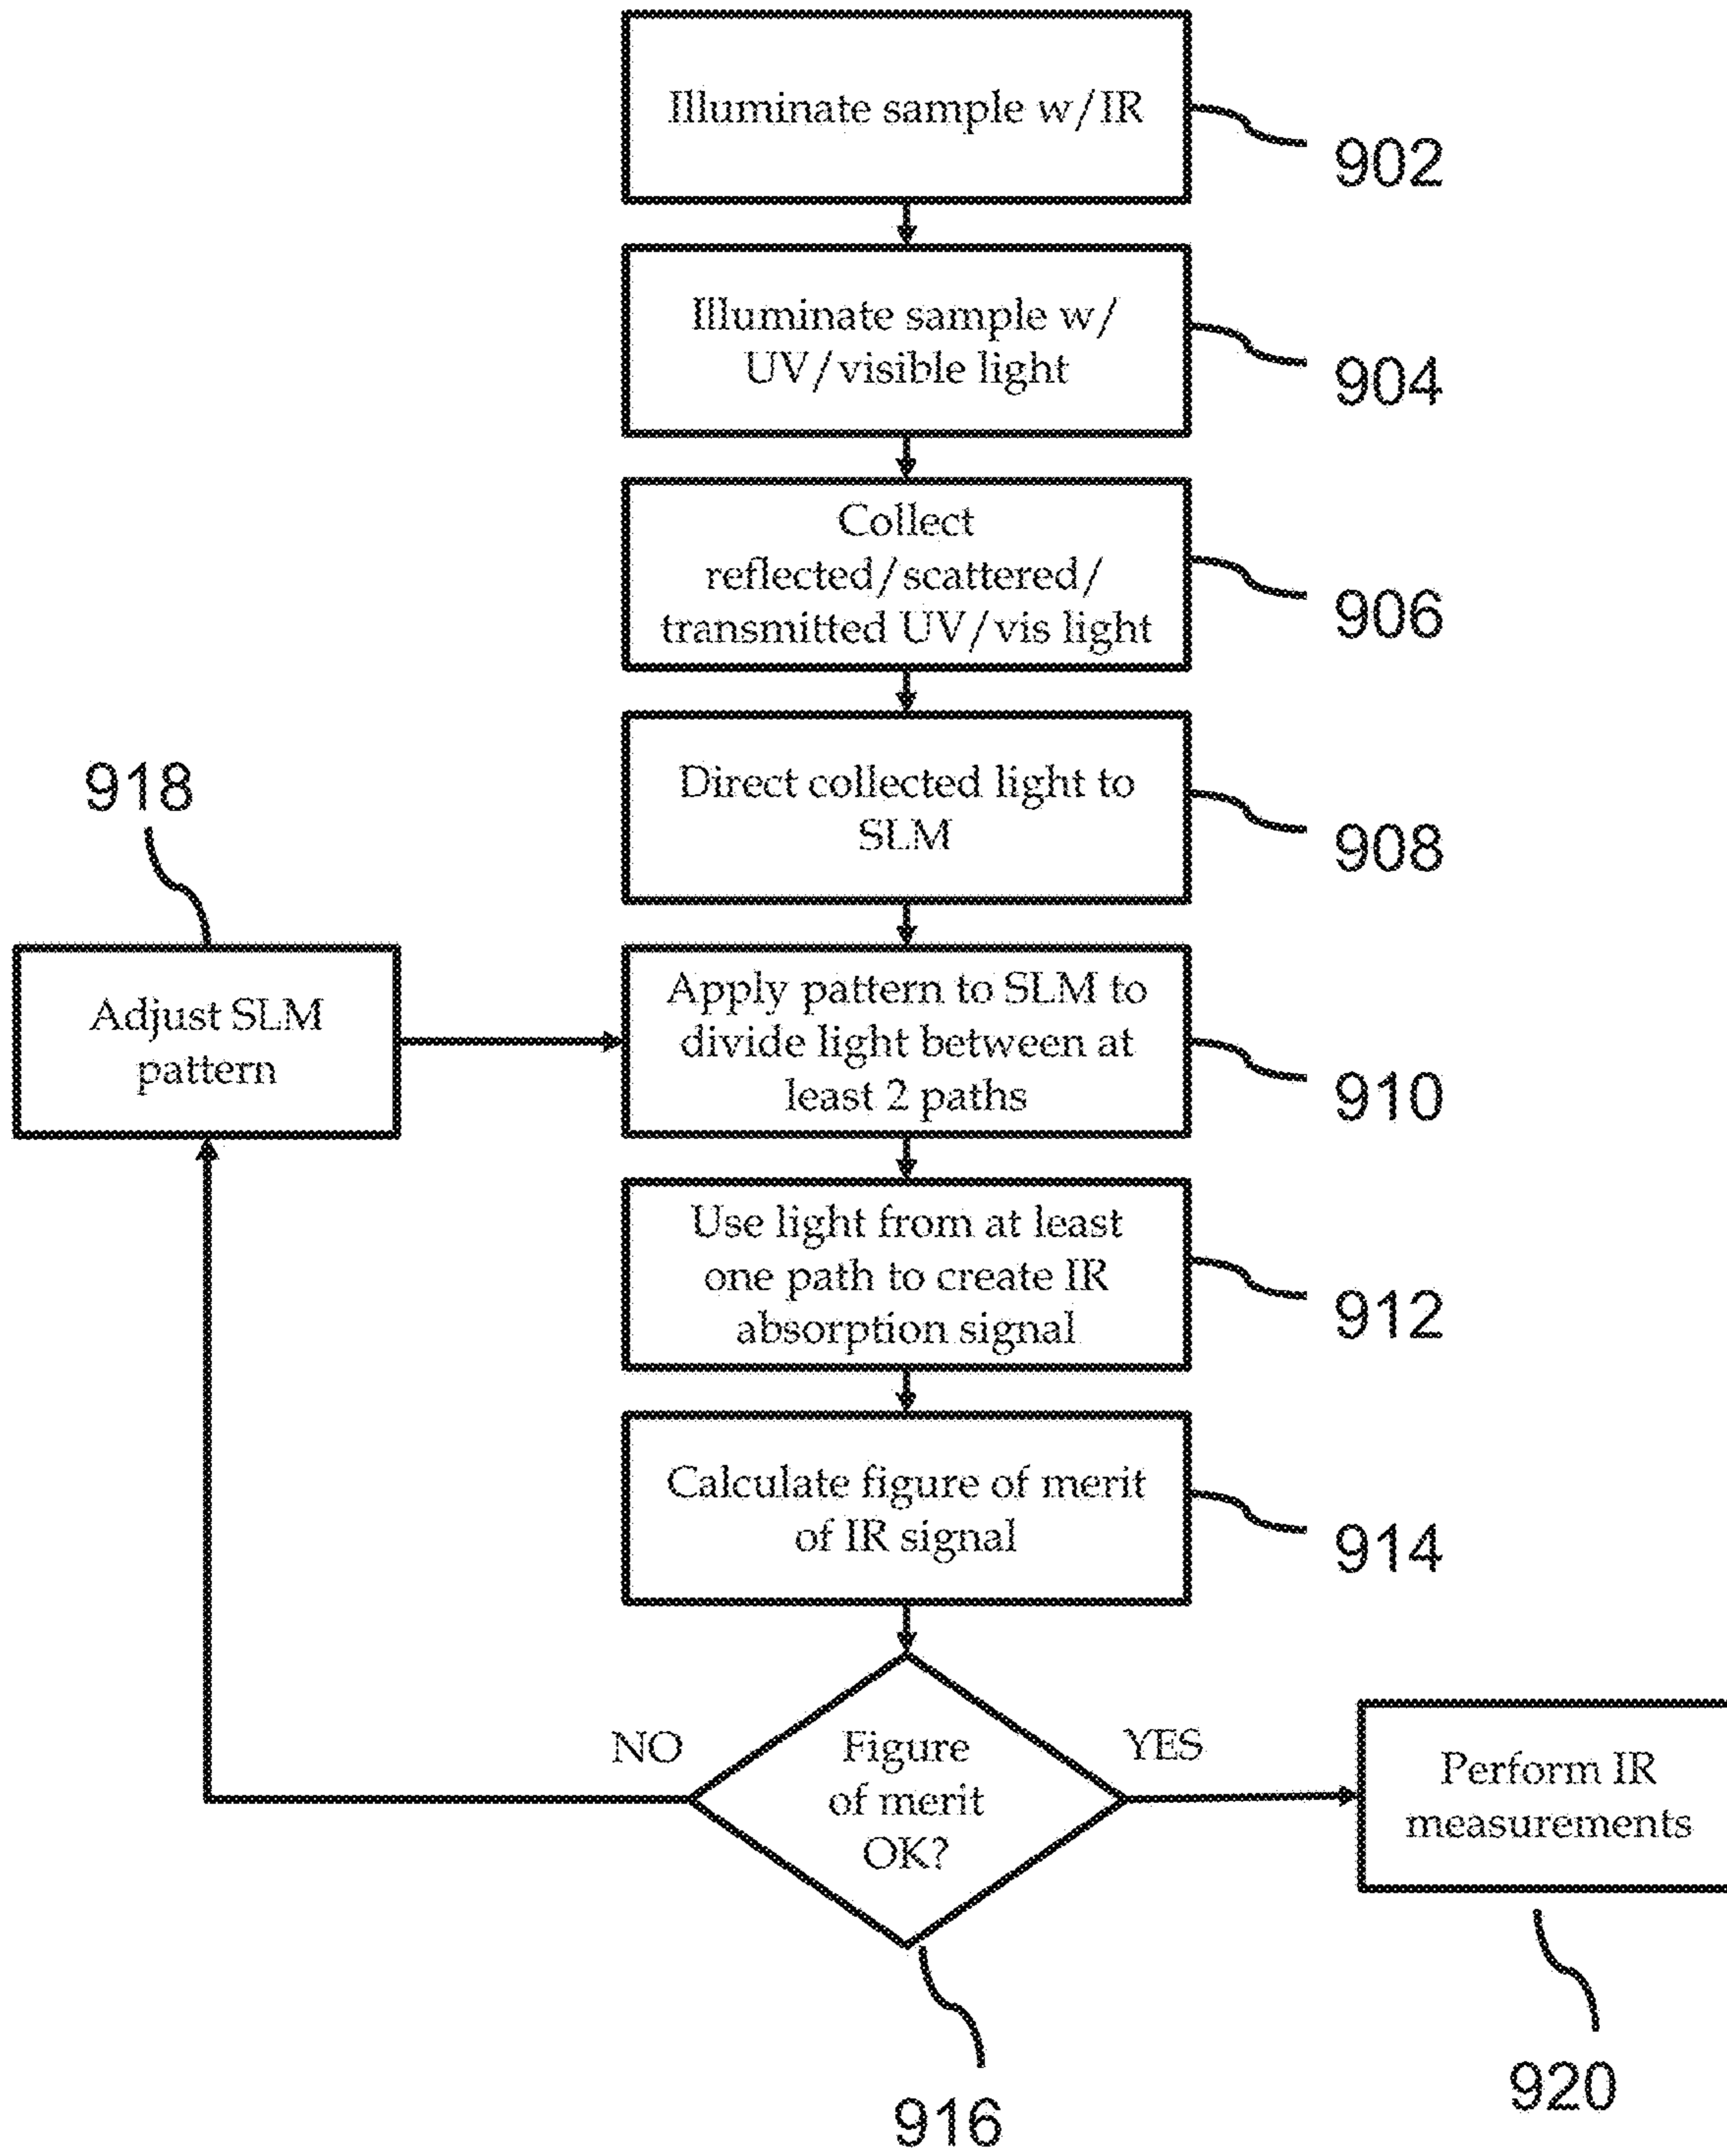 Illuminate sample w/IR
902
Illuminate sample w/
UV/visible light
904
Collect
reflected/scattered/
transmitted UV/vis light
906
Direct collected light to
SLM
908
918
Adjust SLM
pattern
Apply pattern to SLM to
divide light between at
least 2 paths
910
Use light from at least
one path to create IR
absorption signal
912
Calculate figure of merit
of IR signal
914
NO
Figure
of merit
OK?
YES
Perform IR
measurements
916
920